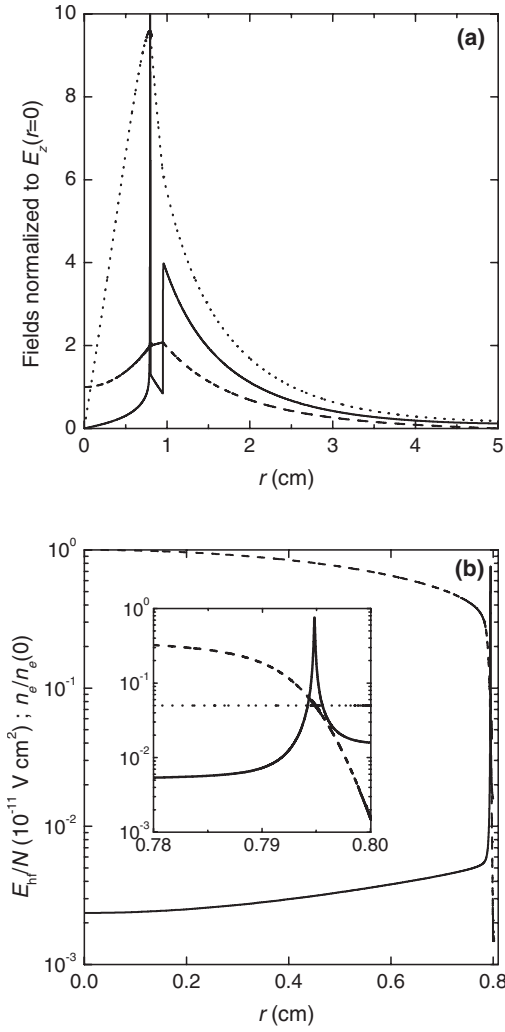 10
8
6
4
2
0
Fields normalized to E_z(r=0)
(a)
0 1 2 3 4 5
r (cm)
10^0
10^-1
10^-2
10^-3
E_hf/N (10^-11 V cm^2) ; n_e/n_e(0)
(b)
10^0
10^-1
10^-2
10^-3
0.78 0.79 0.80
0.0 0.2 0.4 0.6 0.8
r (cm)